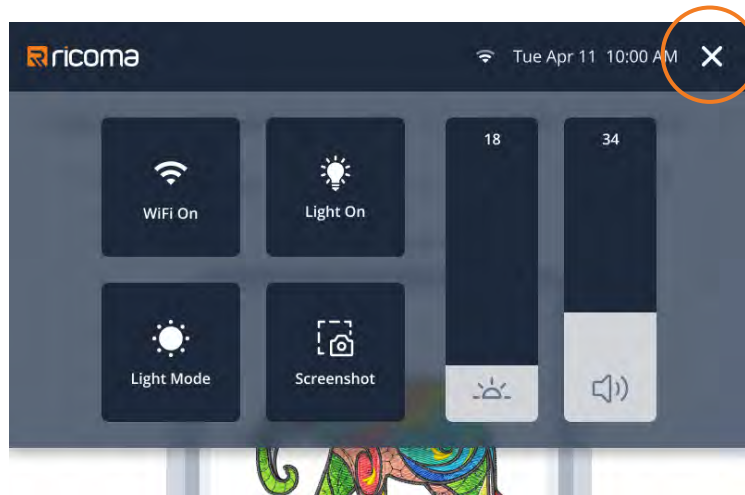 ricoma
Tue Apr 11 10:00 AM
18
34
WiFi On
Light On
Light Mode
Screenshot